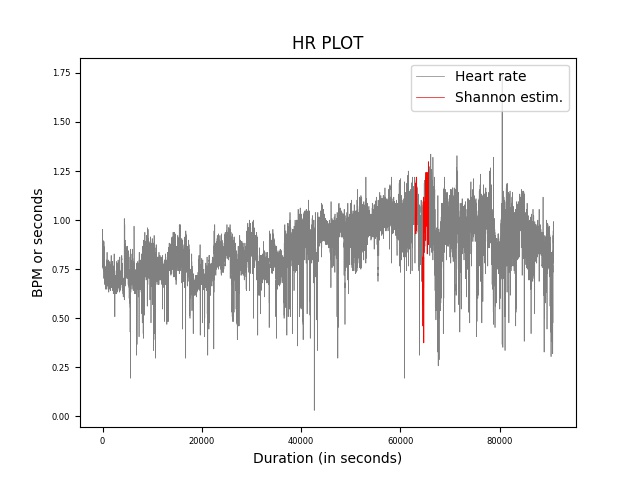 HR PLOT
Heart rate
Shannon estim.
BPM or seconds
1.75
1.50
1.25
1.00
0.75
0.50
0.25
0.00
0
20000
40000
60000
80000
Duration (in seconds)